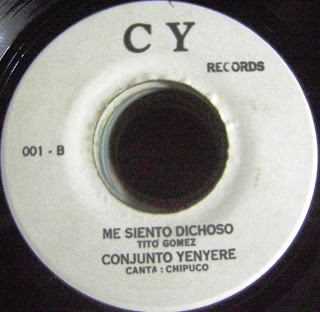 C Y
RECORDS
001 - B
ME SIENTO DICHOSO
TITO GOMEZ
CONJUNTO YENYERE
CANTA : CHIPUCO